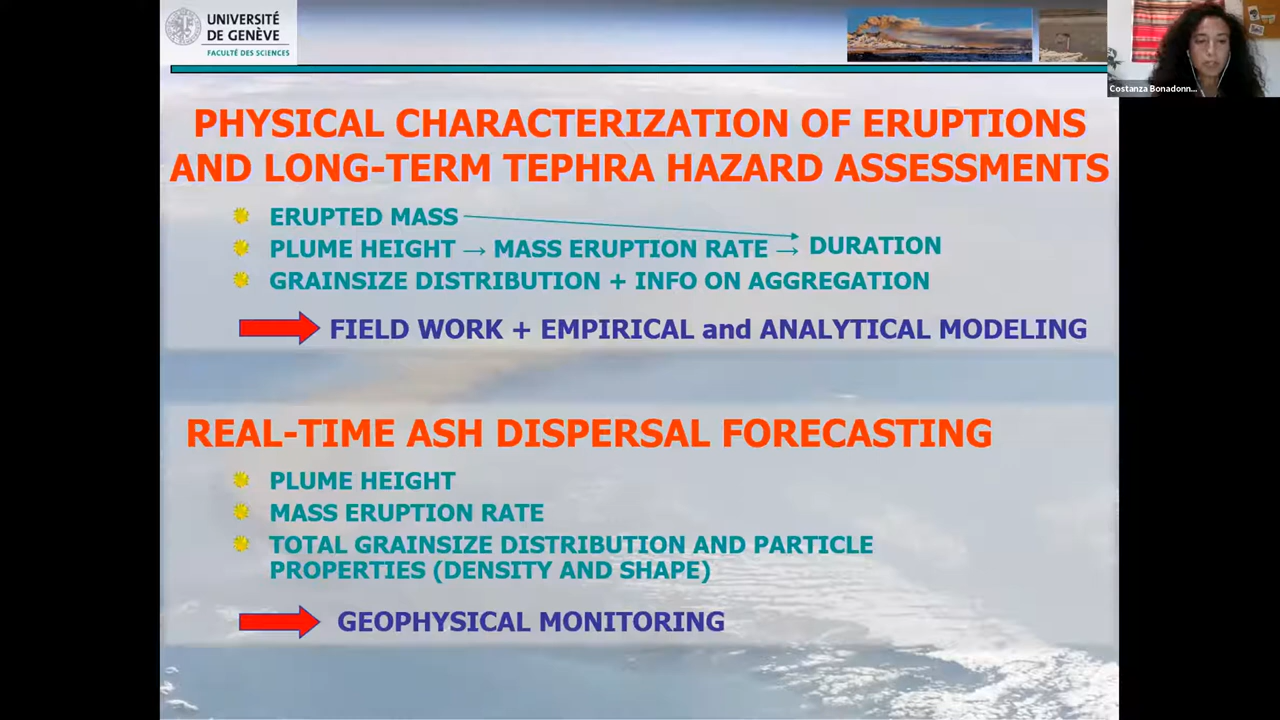 UNIVERSITÉ
DE GENÈVE
FACULTÉ DES SCIENCES
Costanza Bonadonn...
PHYSICAL CHARACTERIZATION OF ERUPTIONS
AND LONG-TERM TEPHRA HAZARD ASSESSMENTS
ERUPTED MASS
PLUME HEIGHT → MASS ERUPTION RATE → DURATION
GRAINSIZE DISTRIBUTION + INFO ON AGGREGATION
FIELD WORK + EMPIRICAL and ANALYTICAL MODELING
REAL-TIME ASH DISPERSAL FORECASTING
PLUME HEIGHT
MASS ERUPTION RATE
TOTAL GRAINSIZE DISTRIBUTION AND PARTICLE
PROPERTIES (DENSITY AND SHAPE)
GEOPHYSICAL MONITORING